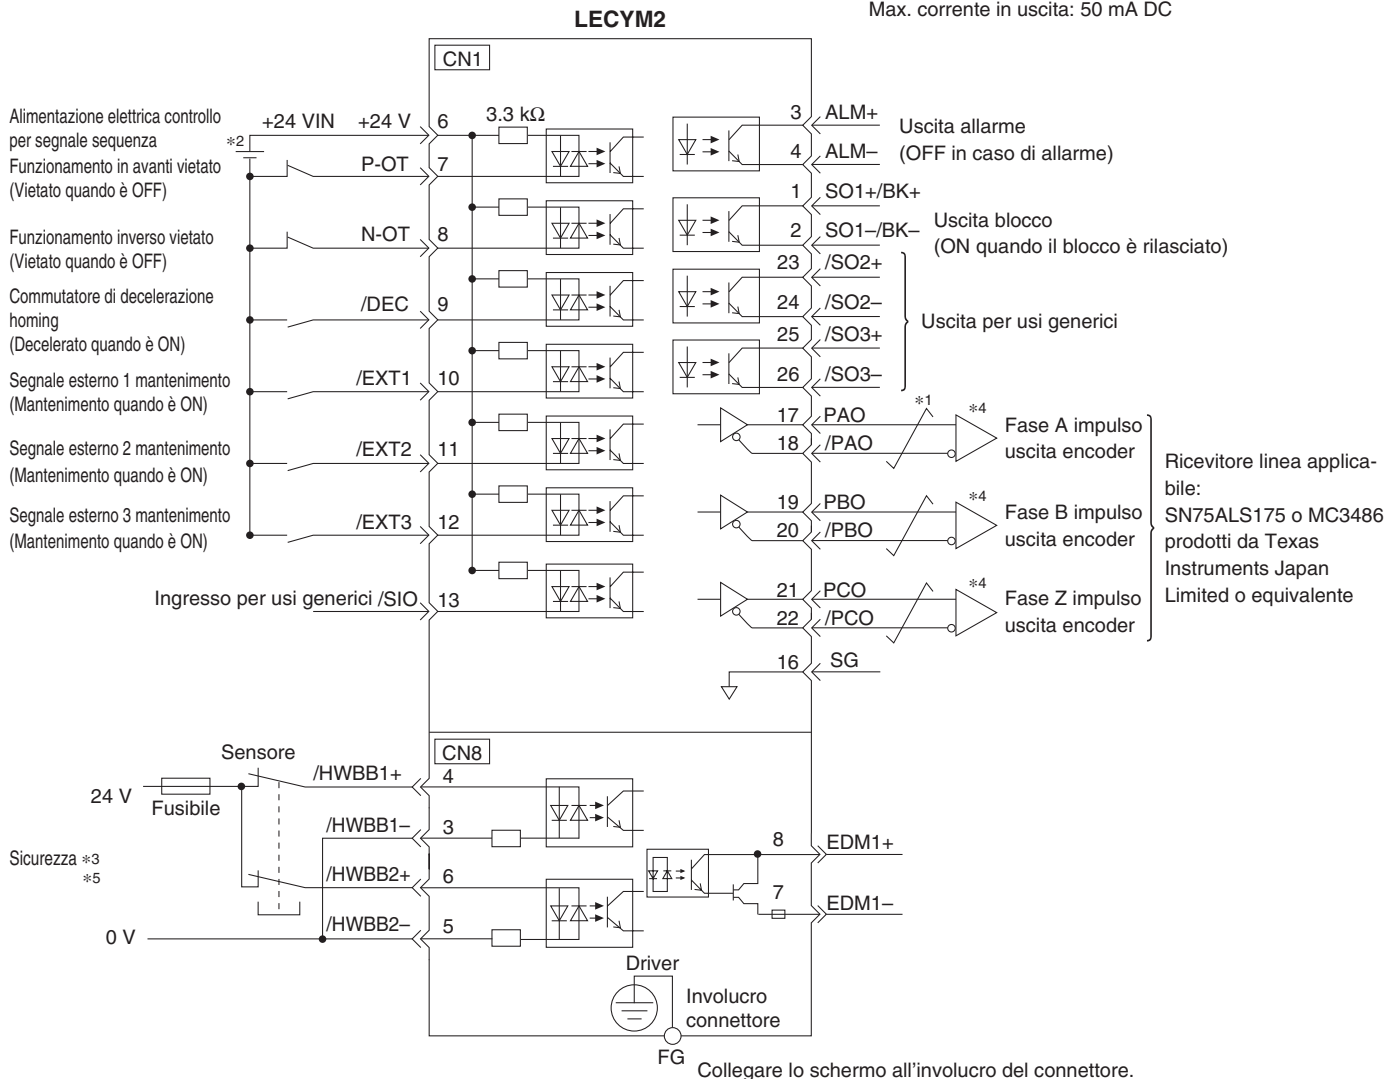 LECYM2
Max. corrente in uscita: 50 mA DC
CN1
Alimentazione elettrica controllo
per segnale sequenza
*2
+24 VIN
+24 V
6
3.3 kΩ
Funzionamento in avanti vietato
(Vietato quando è OFF)
P-OT
7
Funzionamento inverso vietato
(Vietato quando è OFF)
N-OT
8
Commutatore di decelerazione
homing
(Decelerato quando è ON)
/DEC
9
Segnale esterno 1 mantenimento
(Mantenimento quando è ON)
/EXT1
10
Segnale esterno 2 mantenimento
(Mantenimento quando è ON)
/EXT2
11
Segnale esterno 3 mantenimento
(Mantenimento quando è ON)
/EXT3
12
Ingresso per usi generici /SIO
13
3
ALM+
4
ALM–
Uscita allarme
(OFF in caso di allarme)
1
SO1+/BK+
2
SO1–/BK–
Uscita blocco
(ON quando il blocco è rilasciato)
23
/SO2+
24
/SO2–
25
/SO3+
26
/SO3–
Uscita per usi generici
17
PAO
18
/PAO
*1
*4
Fase A impulso
uscita encoder
19
PBO
20
/PBO
*4
Fase B impulso
uscita encoder
21
PCO
22
/PCO
*4
Fase Z impulso
uscita encoder
Ricevitore linea applica-
bile:
SN75ALS175 o MC3486
prodotti da Texas
Instruments Japan
Limited o equivalente
16
SG
CN8
Sensore
24 V
Fusibile
/HWBB1+
4
/HWBB1–
3
Sicurezza *3
*5
/HWBB2+
6
/HWBB2–
5
0 V
8
EDM1+
7
EDM1–
Driver
Involucro
connettore
FG
Collegare lo schermo all'involucro del connettore.